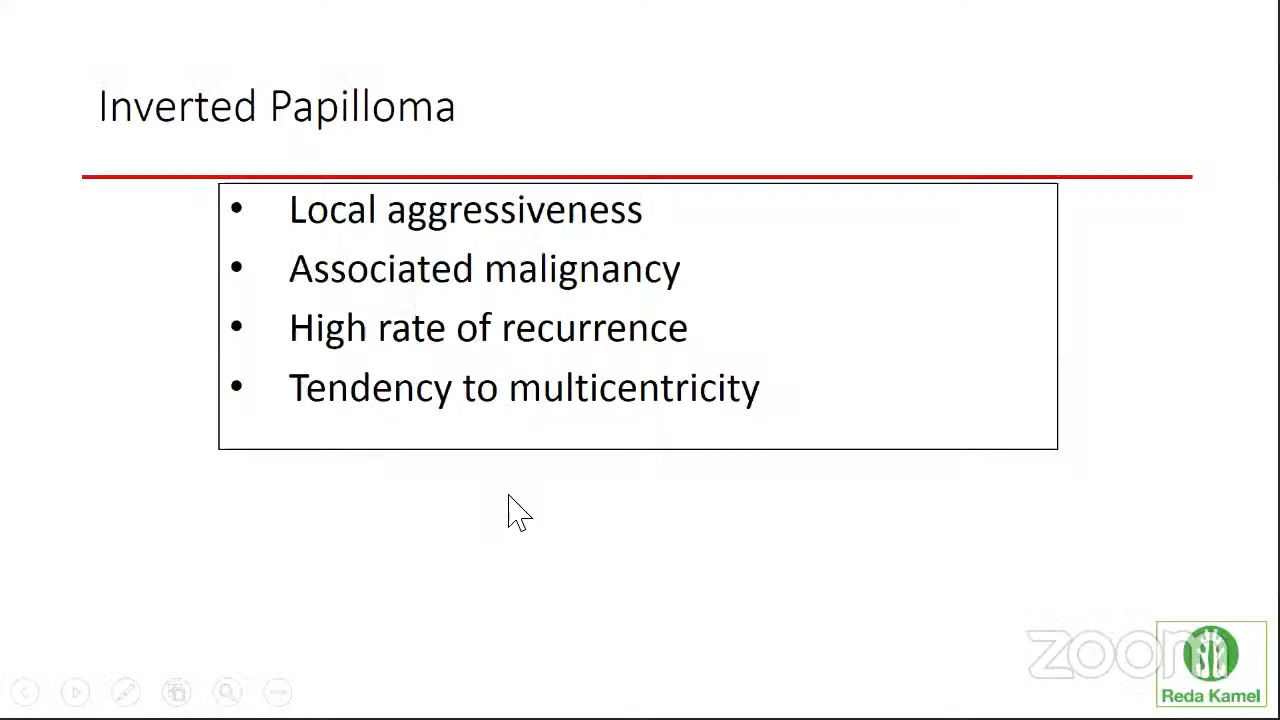 Inverted Papilloma
• Local aggressiveness
• Associated malignancy
• High rate of recurrence
• Tendency to multicentricity
zoom
Reda Kamel